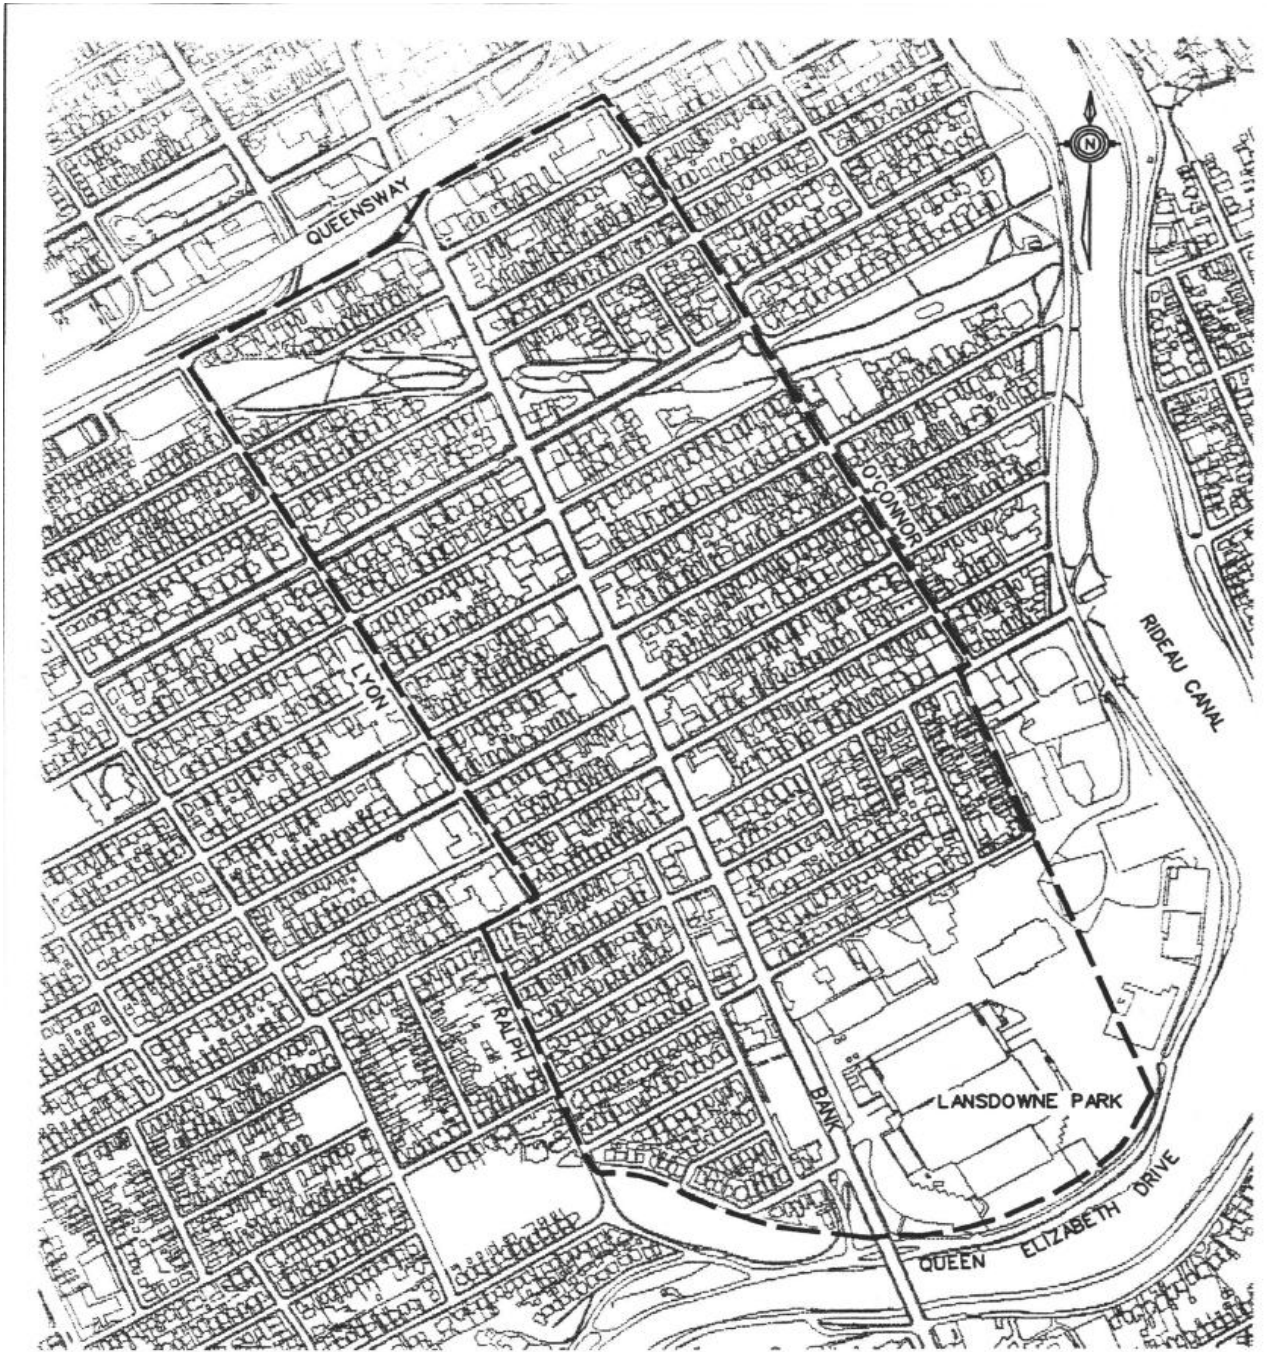 N
QUEENSWAY
O'CONNOR
RIDEAU CANAL
LYON
RALPH
BANK
LANSDOWNE PARK
QUEEN ELIZABETH DRIVE